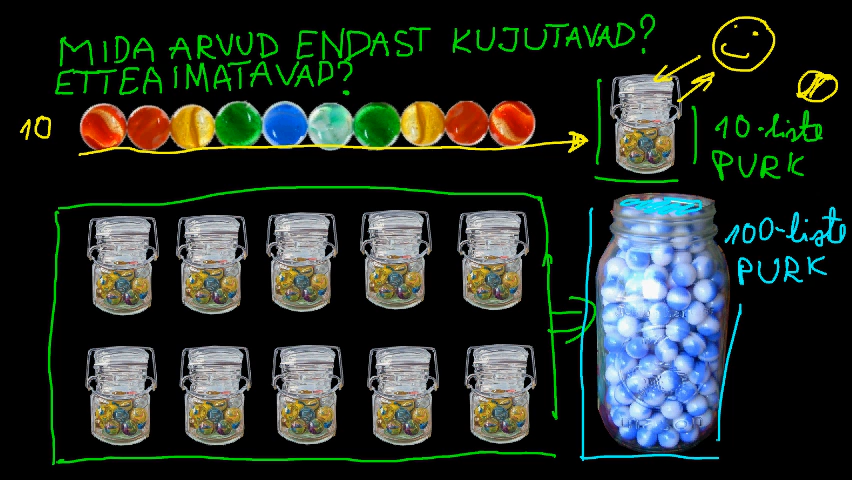 MIDA ARVUD ENDAST KUJUTAVAD?
ETTEAIMATAVAD?
10
10-liste
PURK
100-liste
PURK